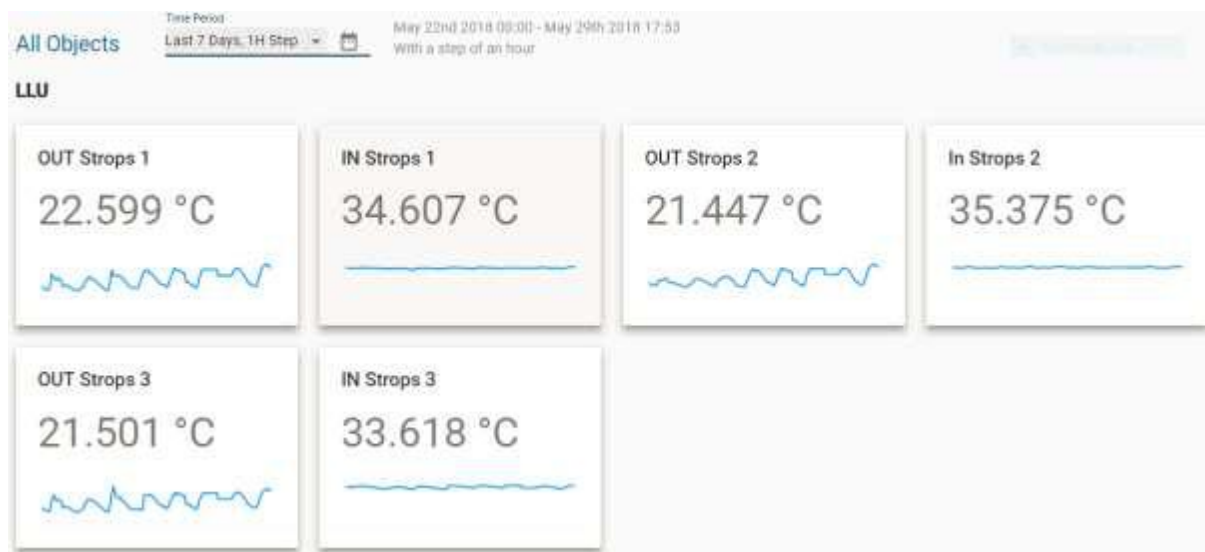 All Objects
Time Period
Last 7 Days, 1H Step
May 22nd 2018 00:00 - May 29th 2018 17:53
With a step of an hour
LLU
OUT Strops 1
22.599 °C
IN Strops 1
34.607 °C
OUT Strops 2
21.447 °C
In Strops 2
35.375 °C
OUT Strops 3
21.501 °C
IN Strops 3
33.618 °C